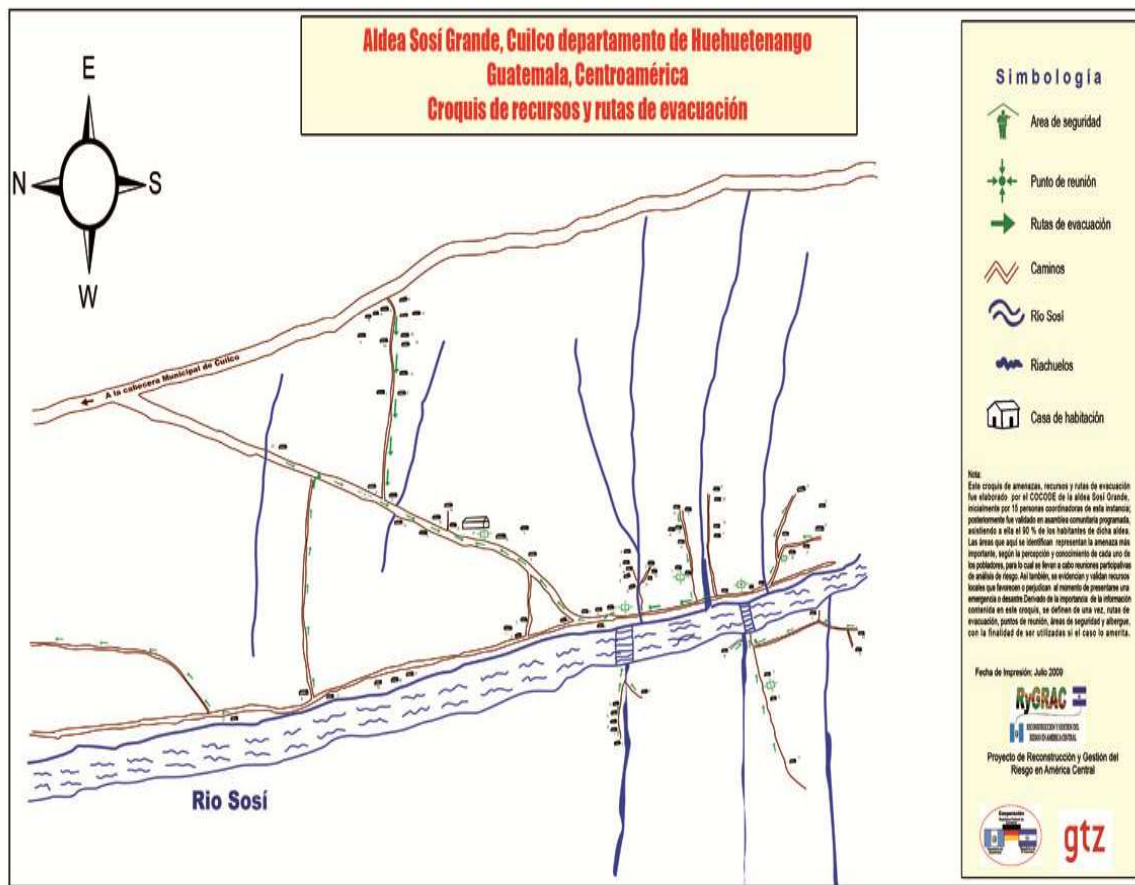 Aldea Sosí Grande, Cuilco departamento de Huehuetenango
Guatemala, Centroamérica
Croquis de recursos y rutas de evacuación
E
N
S
W
A la cabecera Municipal de Cuilco
Rio Sosí
Simbología
Area de seguridad
Punto de reunión
Rutas de evacuación
Caminos
Río Sosí
Riachuelos
Casa de habitación
Nota:
Este croquis de amenazas, recursos y rutas de evacuación
fue elaborado por el COCODE de la aldea Sosí Grande,
inicialmente por 15 personas coordinadoras de esta instancia;
posteriormente fue validado en asamblea comunitaria programada,
asistiendo a ella el 90 % de los habitantes de dicha aldea.
Las áreas que aquí se identifican representan la amenaza más
importante, según la percepción y conocimiento de cada uno de
los pobladores, para lo cual se llevan a cabo reuniones participativas
de análisis de riesgo. Así también, se evidencian y validan recursos
locales que favorecen o perjudican al momento de presentarse una
emergencia o desastre Derivado de la importancia de la información
contenida en este croquis, se definen de una vez, rutas de
evacuación, puntos de reunión, áreas de seguridad y albergue,
con la finalidad de ser utilizadas si el caso lo amerita.
Fecha de Impresión: Julio 2009
RyGRAC
RECONSTRUCCION Y GESTION DEL
RIESGO EN AMERICA CENTRAL
Proyecto de Reconstrucción y Gestión del
Riesgo en América Central
Cooperación
gtz